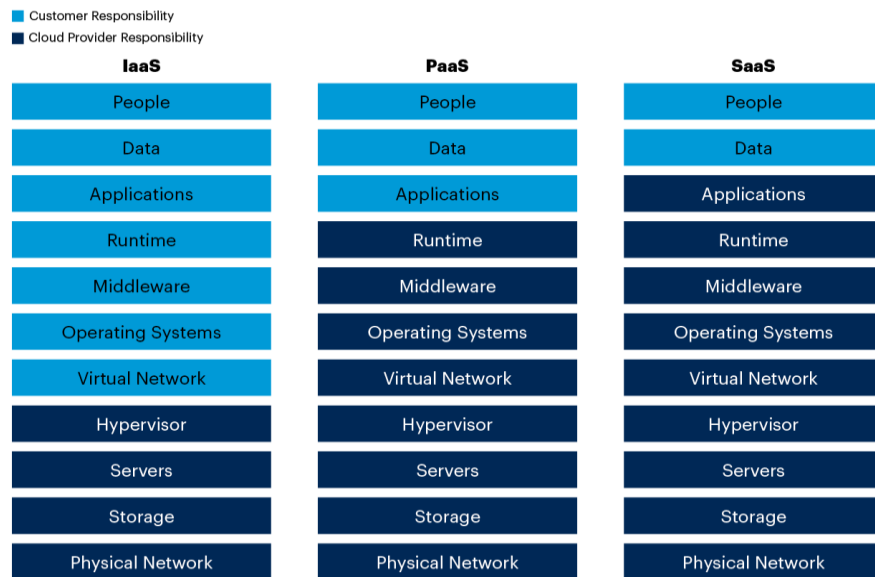 Customer Responsibility
Cloud Provider Responsibility
IaaS PaaS SaaS
People People People
Data Data Data
Applications Applications Applications
Runtime Runtime Runtime
Middleware Middleware Middleware
Operating Systems Operating Systems Operating Systems
Virtual Network Virtual Network Virtual Network
Hypervisor Hypervisor Hypervisor
Servers Servers Servers
Storage Storage Storage
Physical Network Physical Network Physical Network